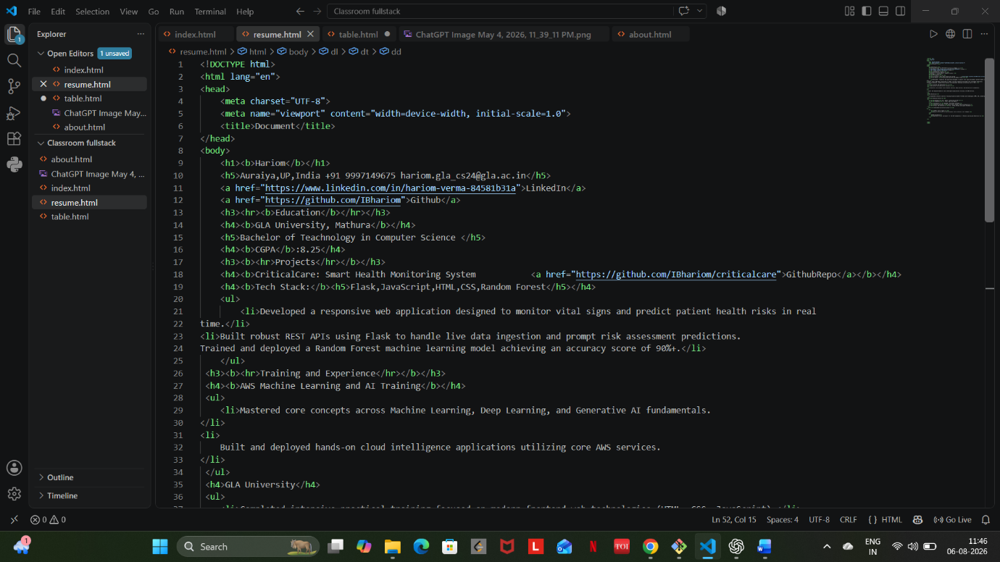 File Edit Selection View Go Run Terminal Help
Classroom fullstack
Explorer
Open Editors 1 unsaved
index.html
resume.html
table.html
ChatGPT Image May...
about.html
Classroom fullstack
about.html
ChatGPT Image May 4, ...
index.html
resume.html
table.html
Outline
Timeline
index.html resume.html table.html ChatGPT Image May 4, 2026, 11_39_11 PM.png about.html
resume.html > html > body > dl > dt > dd
1 <!DOCTYPE html>
2 <html lang="en">
3 <head>
4 <meta charset="UTF-8">
5 <meta name="viewport" content="width=device-width, initial-scale=1.0">
6 <title>Document</title>
7 </head>
8 <body>
9 <h1><b>Hariom</b></h1>
10 <h5>Auraiya,UP,India +91 9997149675 hariom.gla_cs24@gla.ac.in</h5>
11 <a href="https://www.linkedin.com/in/hariom-verma-84581b31a">LinkedIn</a>
12 <a href="https://github.com/IBhariom">Github</a>
13 <h3><hr><b>Education</b></hr></h3>
14 <h4><b>GLA University, Mathura</b></h4>
15 <h5>Bachelor of Teachnology in Computer Science </h5>
16 <h4><b>CGPA</b>:8.25</h4>
17 <h3><b><hr>Projects</hr></b></h3>
18 <h4><b>CriticalCare: Smart Health Monitoring System <a href="https://github.com/IBhariom/criticalcare">GithubRepo</a></b></h4>
19 <h4><b>Tech Stack:</b><h5>Flask,JavaScript,HTML,CSS,Random Forest</h5></h4>
20 <ul>
21 <li>Developed a responsive web application designed to monitor vital signs and predict patient health risks in real
22 time.</li>
23 <li>Built robust REST APIs using Flask to handle live data ingestion and prompt risk assessment predictions.
24 Trained and deployed a Random Forest machine learning model achieving an accuracy score of 90%+.</li>
25 </ul>
26 <h3><b><hr>Training and Experience</hr></b></h3>
27 <h4><b>AWS Machine Learning and AI Training</b></h4>
28 <ul>
29 <li>Mastered core concepts across Machine Learning, Deep Learning, and Generative AI fundamentals.
30 </li>
31 <li>
32 Built and deployed hands-on cloud intelligence applications utilizing core AWS services.
33 </li>
34 </ul>
35 <h4>GLA University</h4>
36 <ul>
0 0 Ln 52, Col 15 Spaces: 4 UTF-8 CRLF { } HTML Go Live
1 Search L N TOI ENG IN 11:46
06-08-2026